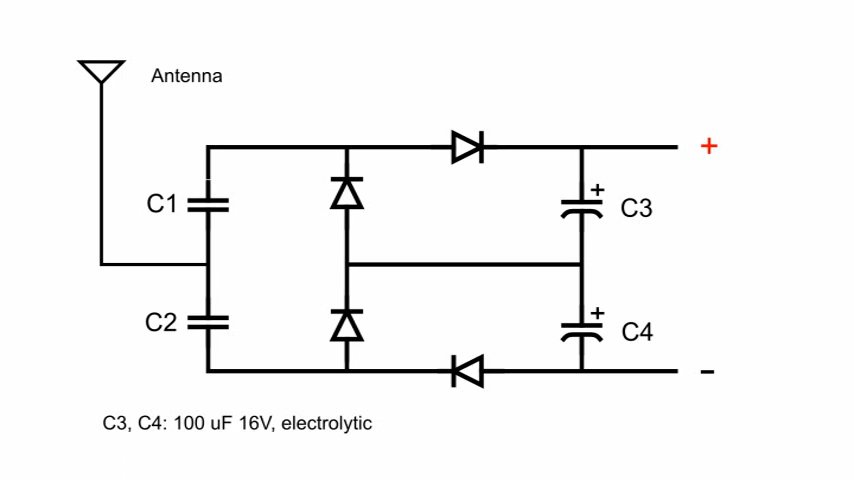 Antenna
+
C1
+
C3
C2
+
C4
-
C3, C4: 100 uF 16V, electrolytic